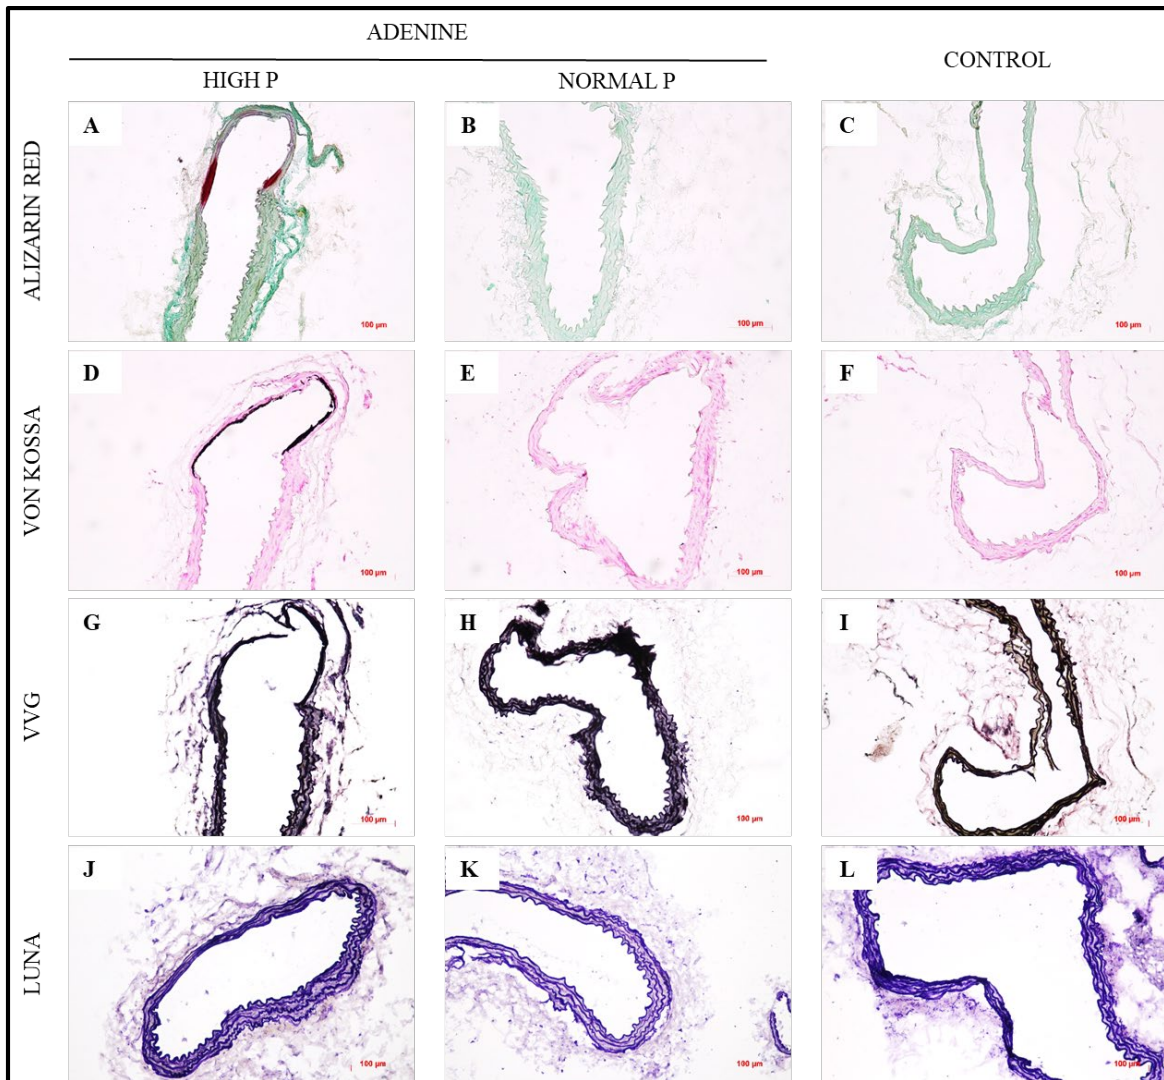 ADENINE
HIGH P
NORMAL P
CONTROL
ALIZARIN RED
A
100 µm
B
100 µm
C
100 µm
VON KOSSA
D
100 µm
E
100 µm
F
100 µm
VVG
G
100 µm
H
100 µm
I
100 µm
LUNA
J
100 µm
K
100 µm
L
100 µm